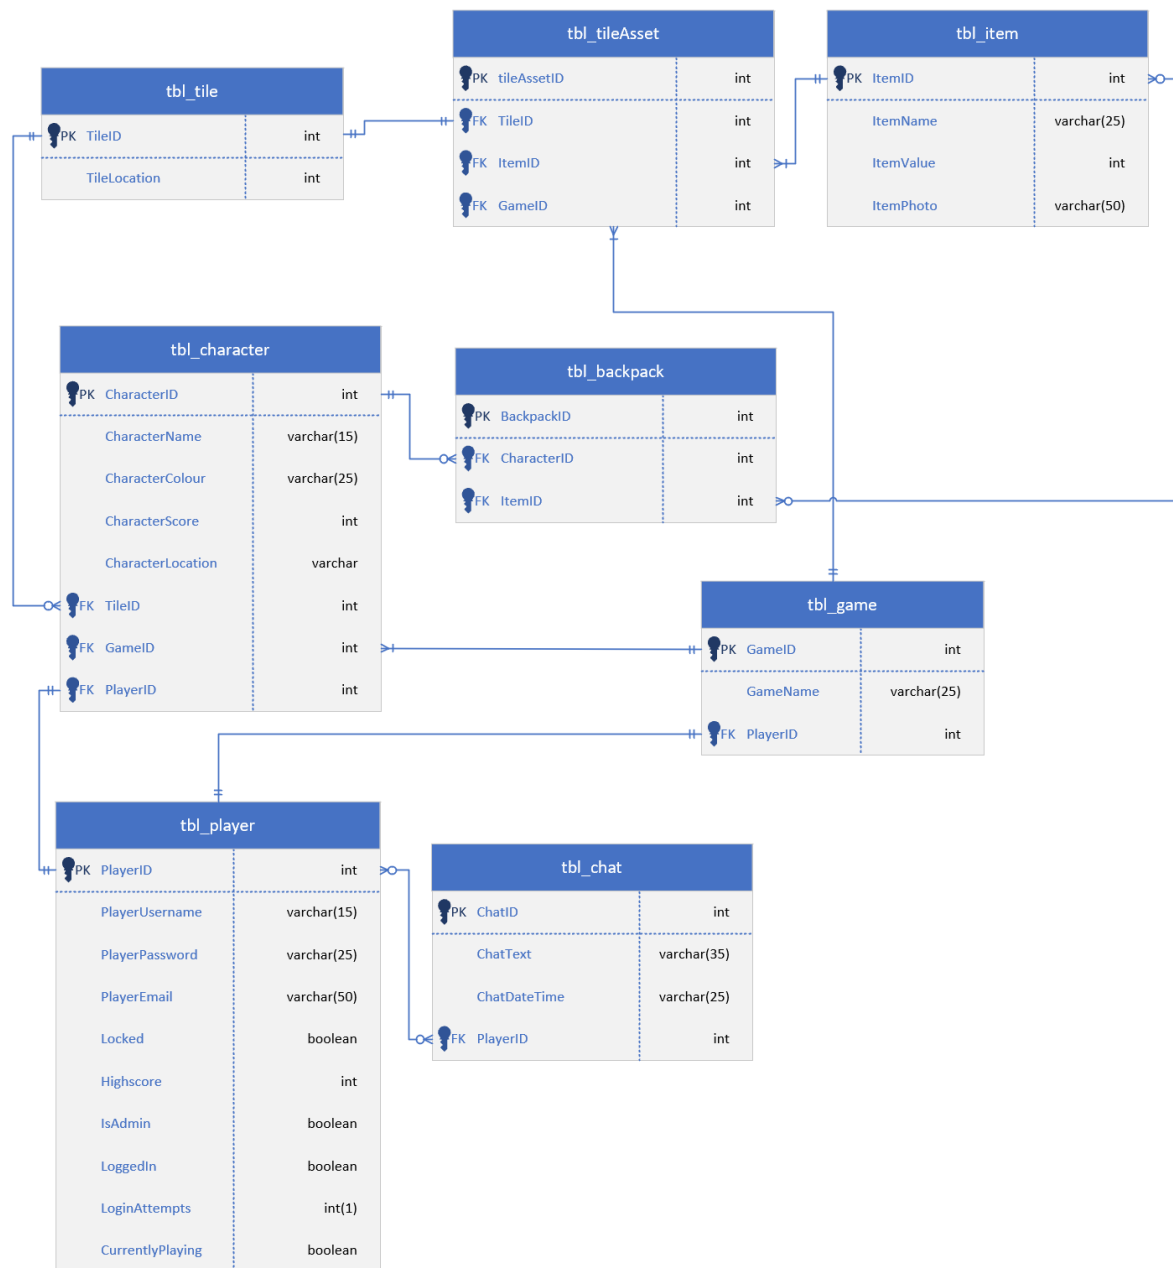 tbl_tileAsset
PK tileAssetID int
FK TileID int
FK ItemID int
FK GameID int
tbl_item
PK ItemID int
ItemName varchar(25)
ItemValue int
ItemPhoto varchar(50)
tbl_tile
PK TileID int
TileLocation int
tbl_character
PK CharacterID int
CharacterName varchar(15)
CharacterColour varchar(25)
CharacterScore int
CharacterLocation varchar
FK TileID int
FK GameID int
FK PlayerID int
tbl_backpack
PK BackpackID int
FK CharacterID int
FK ItemID int
tbl_game
PK GameID int
GameName varchar(25)
FK PlayerID int
tbl_player
PK PlayerID int
PlayerUsername varchar(15)
PlayerPassword varchar(25)
PlayerEmail varchar(50)
Locked boolean
Highscore int
IsAdmin boolean
LoggedIn boolean
LoginAttempts int(1)
CurrentlyPlaying boolean
tbl_chat
PK ChatID int
ChatText varchar(35)
ChatDateTime varchar(25)
FK PlayerID int